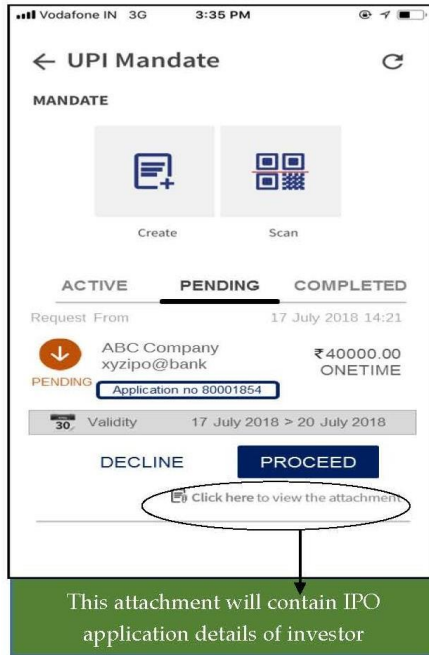 Vodafone IN 3G 3:35 PM
← UPI Mandate
MANDATE
Create Scan
ACTIVE PENDING COMPLETED
Request From 17 July 2018 14:21
ABC Company ₹40000.00
xyzipo@bank ONETIME
PENDING
Application no 80001854
30 Validity 17 July 2018 > 20 July 2018
DECLINE PROCEED
Click here to view the attachment
This attachment will contain IPO
application details of investor